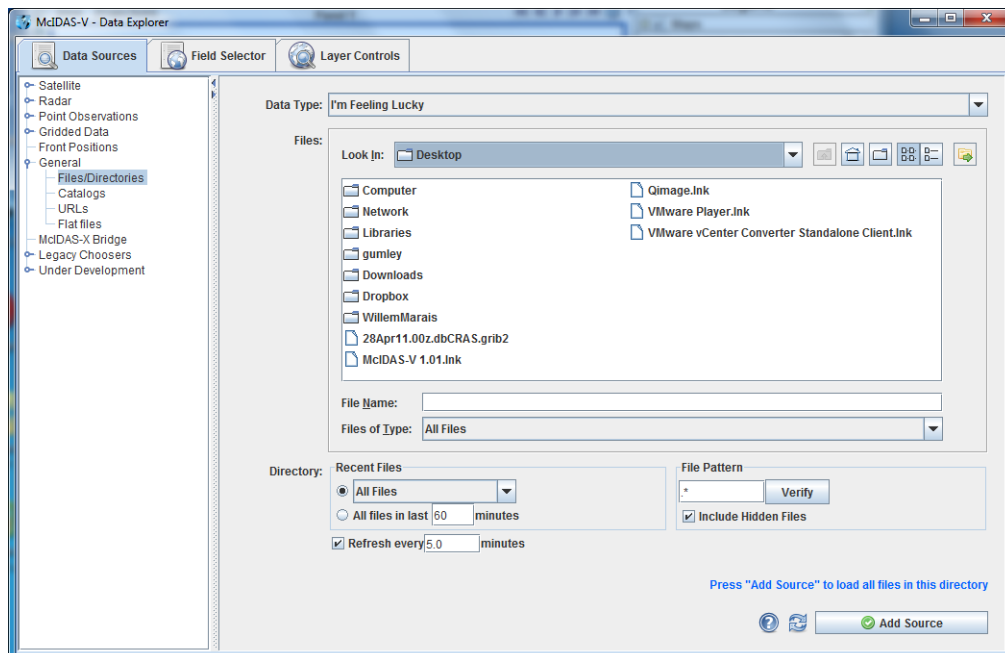 McIDAS-V - Data Explorer
Data Sources
Field Selector
Layer Controls
Satellite
Radar
Point Observations
Gridded Data
Front Positions
General
Files/Directories
Catalogs
URLs
Flat files
McIDAS-X Bridge
Legacy Choosers
Under Development
Data Type: I'm Feeling Lucky
Files:
Look In: Desktop
Computer
Network
Libraries
gumley
Downloads
Dropbox
WillemMarais
28Apr11.00z.dbCRAS.grib2
McIDAS-V 1.01.lnk
Qimage.lnk
VMware Player.lnk
VMware vCenter Converter Standalone Client.lnk
File Name:
Files of Type: All Files
Directory:
Recent Files
All Files
All files in last 60 minutes
Refresh every 5.0 minutes
File Pattern
.* Verify
Include Hidden Files
Press "Add Source" to load all files in this directory
Add Source